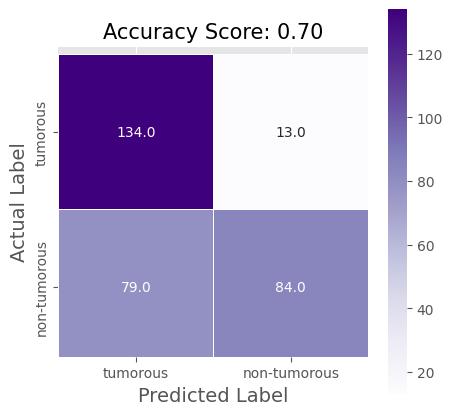 Accuracy Score: 0.70
Actual Label
tumorous
non-tumorous
134.0
13.0
79.0
84.0
tumorous
non-tumorous
Predicted Label
120
100
80
60
40
20